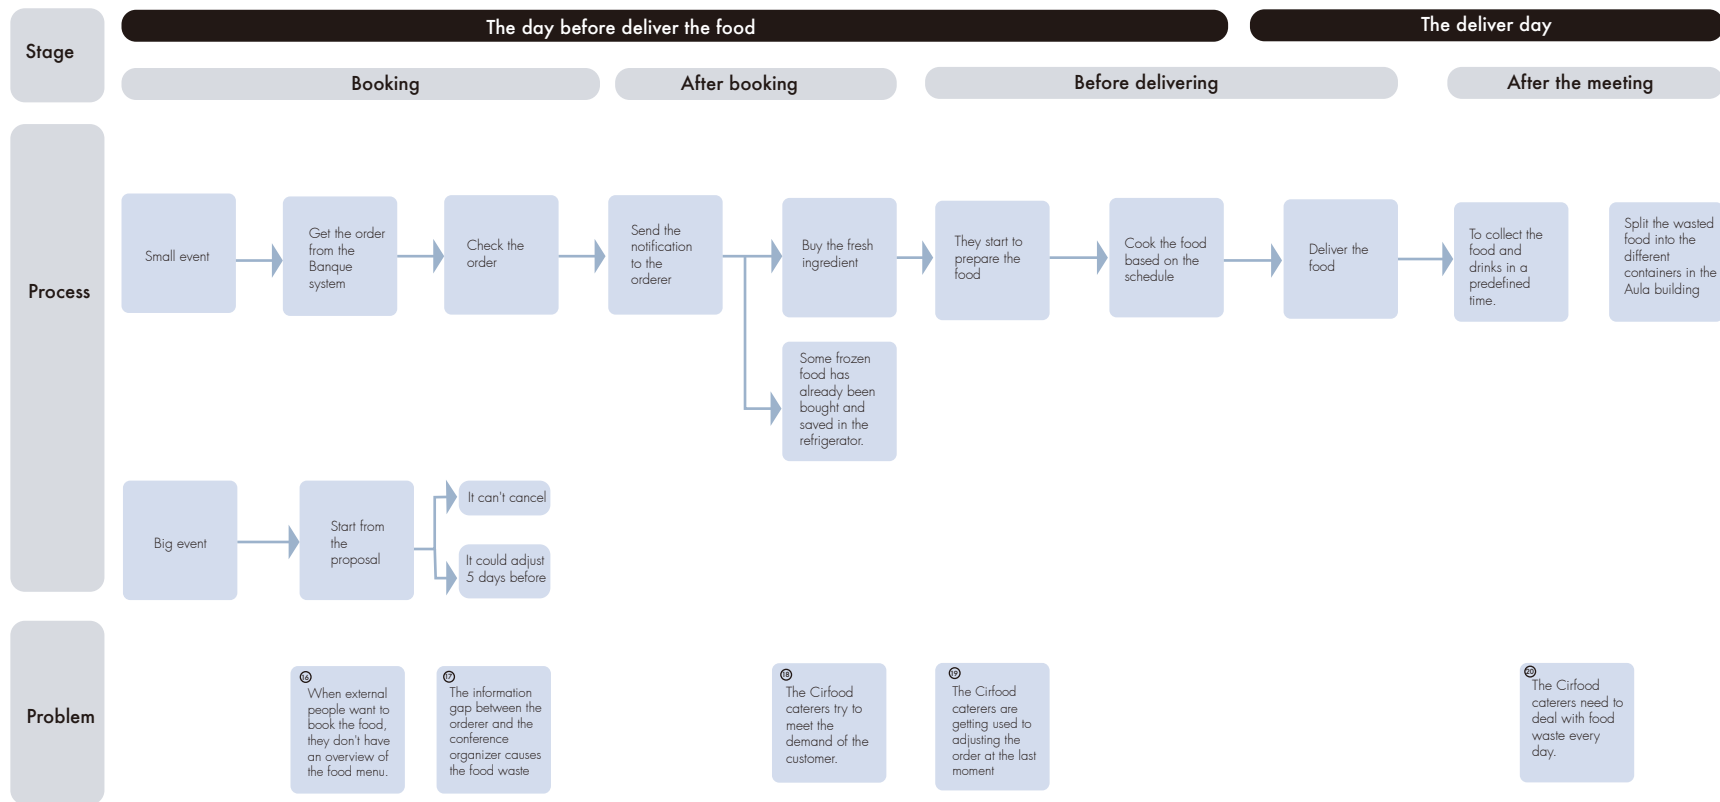 Stage
The day before deliver the food
The deliver day
Booking
After booking
Before delivering
After the meeting
Process
Small event
Get the order
from the
Banque
system
Check the
order
Send the
notification
to the
orderer
Buy the fresh
ingredient
They start to
prepare the
food
Cook the food
based on the
schedule
Deliver the
food
To collect the
food and
drinks in a
predefined
time.
Split the wasted
food into the
different
containers in the
Aula building
Some frozen
food has
already been
bought and
saved in the
refrigerator.
Big event
Start from
the
proposal
It can't cancel
It could adjust
5 days before
Problem
16
When external
people want to
book the food,
they don't have
an overview of
the food menu.
17
The information
gap between the
orderer and the
conference
organizer causes
the food waste
18
The Cirfood
caterers try to
meet the
demand of the
customer.
19
The Cirfood
caterers are
getting used to
adjusting the
order at the last
moment
20
The Cirfood
caterers need to
deal with food
waste every
day.